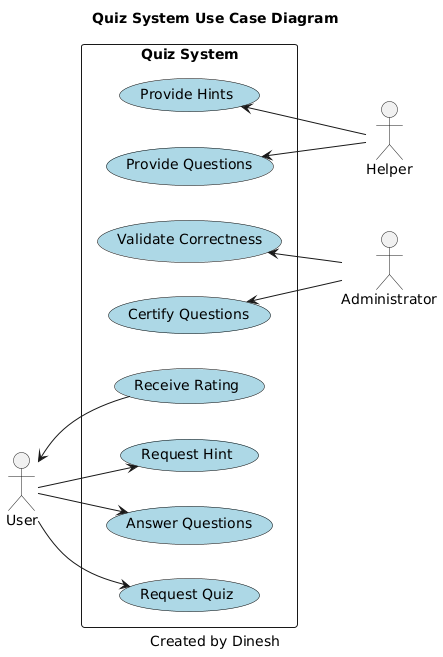 Quiz System Use Case Diagram
Quiz System
Provide Hints
Provide Questions
Helper
Validate Correctness
Administrator
Certify Questions
Receive Rating
Request Hint
User
Answer Questions
Request Quiz
Created by Dinesh